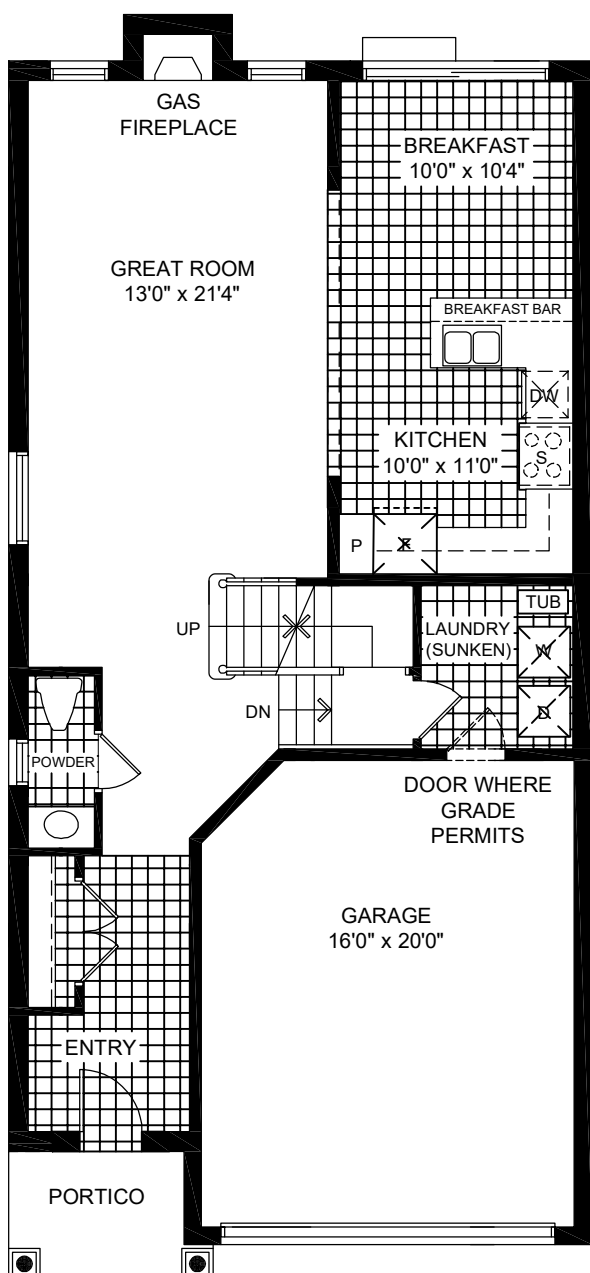 GAS
FIREPLACE
BREAKFAST
10'0" x 10'4"
GREAT ROOM
13'0" x 21'4"
BREAKFAST BAR
DW
KITCHEN
10'0" x 11'0"
S
P
F
TUB
UP
LAUNDRY
(SUNKEN)
W
D
DN
POWDER
DOOR WHERE
GRADE
PERMITS
GARAGE
16'0" x 20'0"
ENTRY
PORTICO